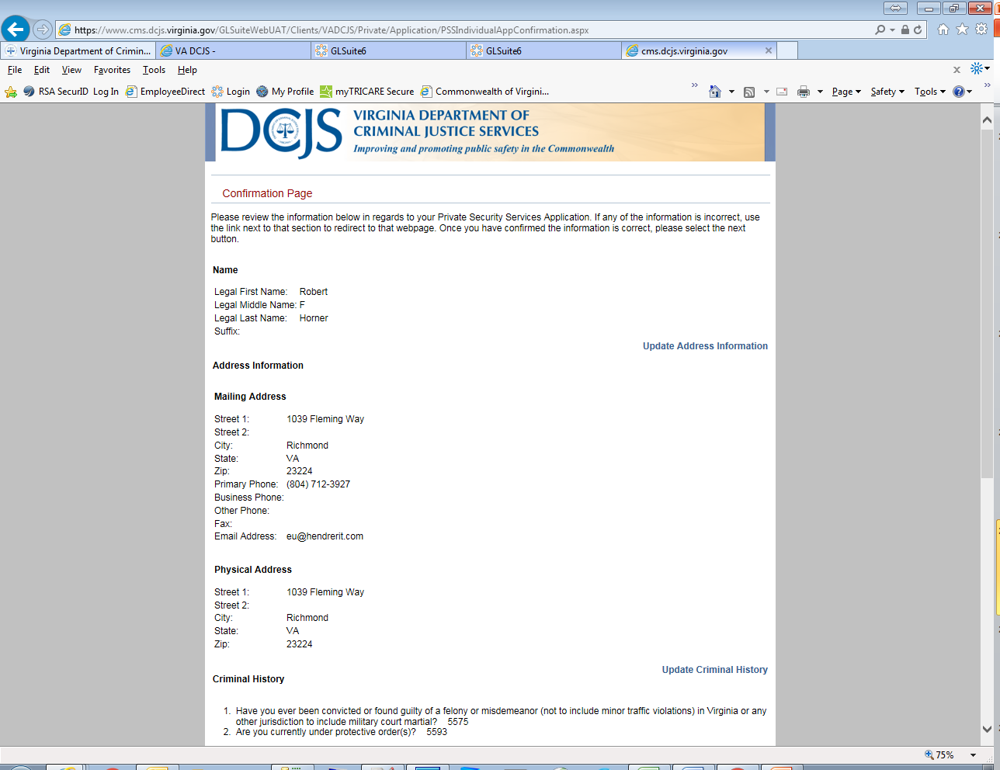 https://www.cms.dcjs.virginia.gov/GLSuiteWebUAT/Clients/VADCJS/Private/Application/PSSIndividualAppConfirmation.aspx
Virginia Department of Crimin... VA DCJS - GLSuite6 GLSuite6 cms.dcjs.virginia.gov
File Edit View Favorites Tools Help
RSA SecurID Log In EmployeeDirect Login My Profile myTRICARE Secure Commonwealth of Virgini... Page Safety Tools
DCJS
VIRGINIA DEPARTMENT OF
CRIMINAL JUSTICE SERVICES
Improving and promoting public safety in the Commonwealth
Confirmation Page
Please review the information below in regards to your Private Security Services Application. If any of the information is incorrect, use
the link next to that section to redirect to that webpage. Once you have confirmed the information is correct, please select the next
button.
Name
Legal First Name: Robert
Legal Middle Name: F
Legal Last Name: Horner
Suffix:
Update Address Information
Address Information
Mailing Address
Street 1: 1039 Fleming Way
Street 2:
City: Richmond
State: VA
Zip: 23224
Primary Phone: (804) 712-3927
Business Phone:
Other Phone:
Fax:
Email Address: eu@hendrerit.com
Physical Address
Street 1: 1039 Fleming Way
Street 2:
City: Richmond
State: VA
Zip: 23224
Update Criminal History
Criminal History
1. Have you ever been convicted or found guilty of a felony or misdemeanor (not to include minor traffic violations) in Virginia or any
other jurisdiction to include military court martial? 5575
2. Are you currently under protective order(s)? 5593
75%